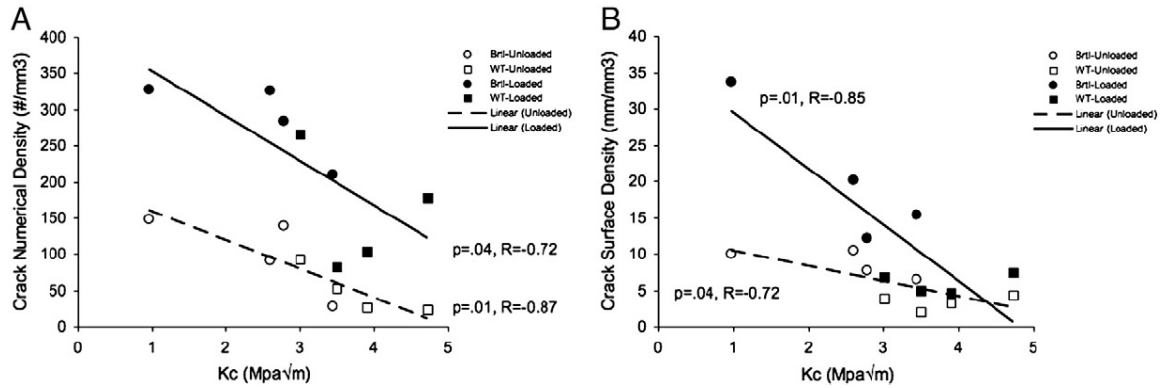 A
Crack Numerical Density (#/mm3)
400
350
300
250
200
150
100
50
0
0 1 2 3 4 5
Kc (Mpa√m)
Brtl-Unloaded
WT-Unloaded
Brtl-Loaded
WT-Loaded
Linear (Unloaded)
Linear (Loaded)
p=.04, R=-0.72
p=.01, R=-0.87
B
Crack Surface Density (mm/mm3)
40
35
30
25
20
15
10
5
0
0 1 2 3 4 5
Kc (Mpa√m)
Brtl-Unloaded
WT-Unloaded
Brtl-Loaded
WT-Loaded
Linear (Unloaded)
Linear (Loaded)
p=.01, R=-0.85
p=.04, R=-0.72